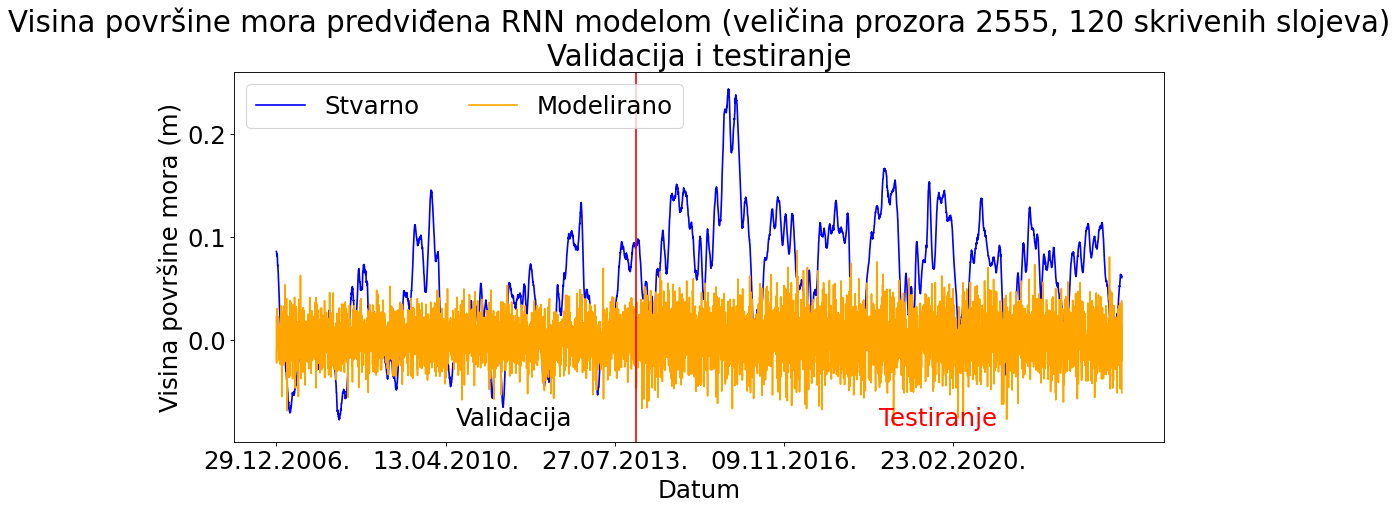 Visina površine mora predviđena RNN modelom (veličina prozora 2555, 120 skrivenih slojeva)
Validacija i testiranje
Stvarno
Modelirano
Visina površine mora (m)
0.2
0.1
0.0
Validacija
Testiranje
29.12.2006.
13.04.2010.
27.07.2013.
09.11.2016.
23.02.2020.
Datum